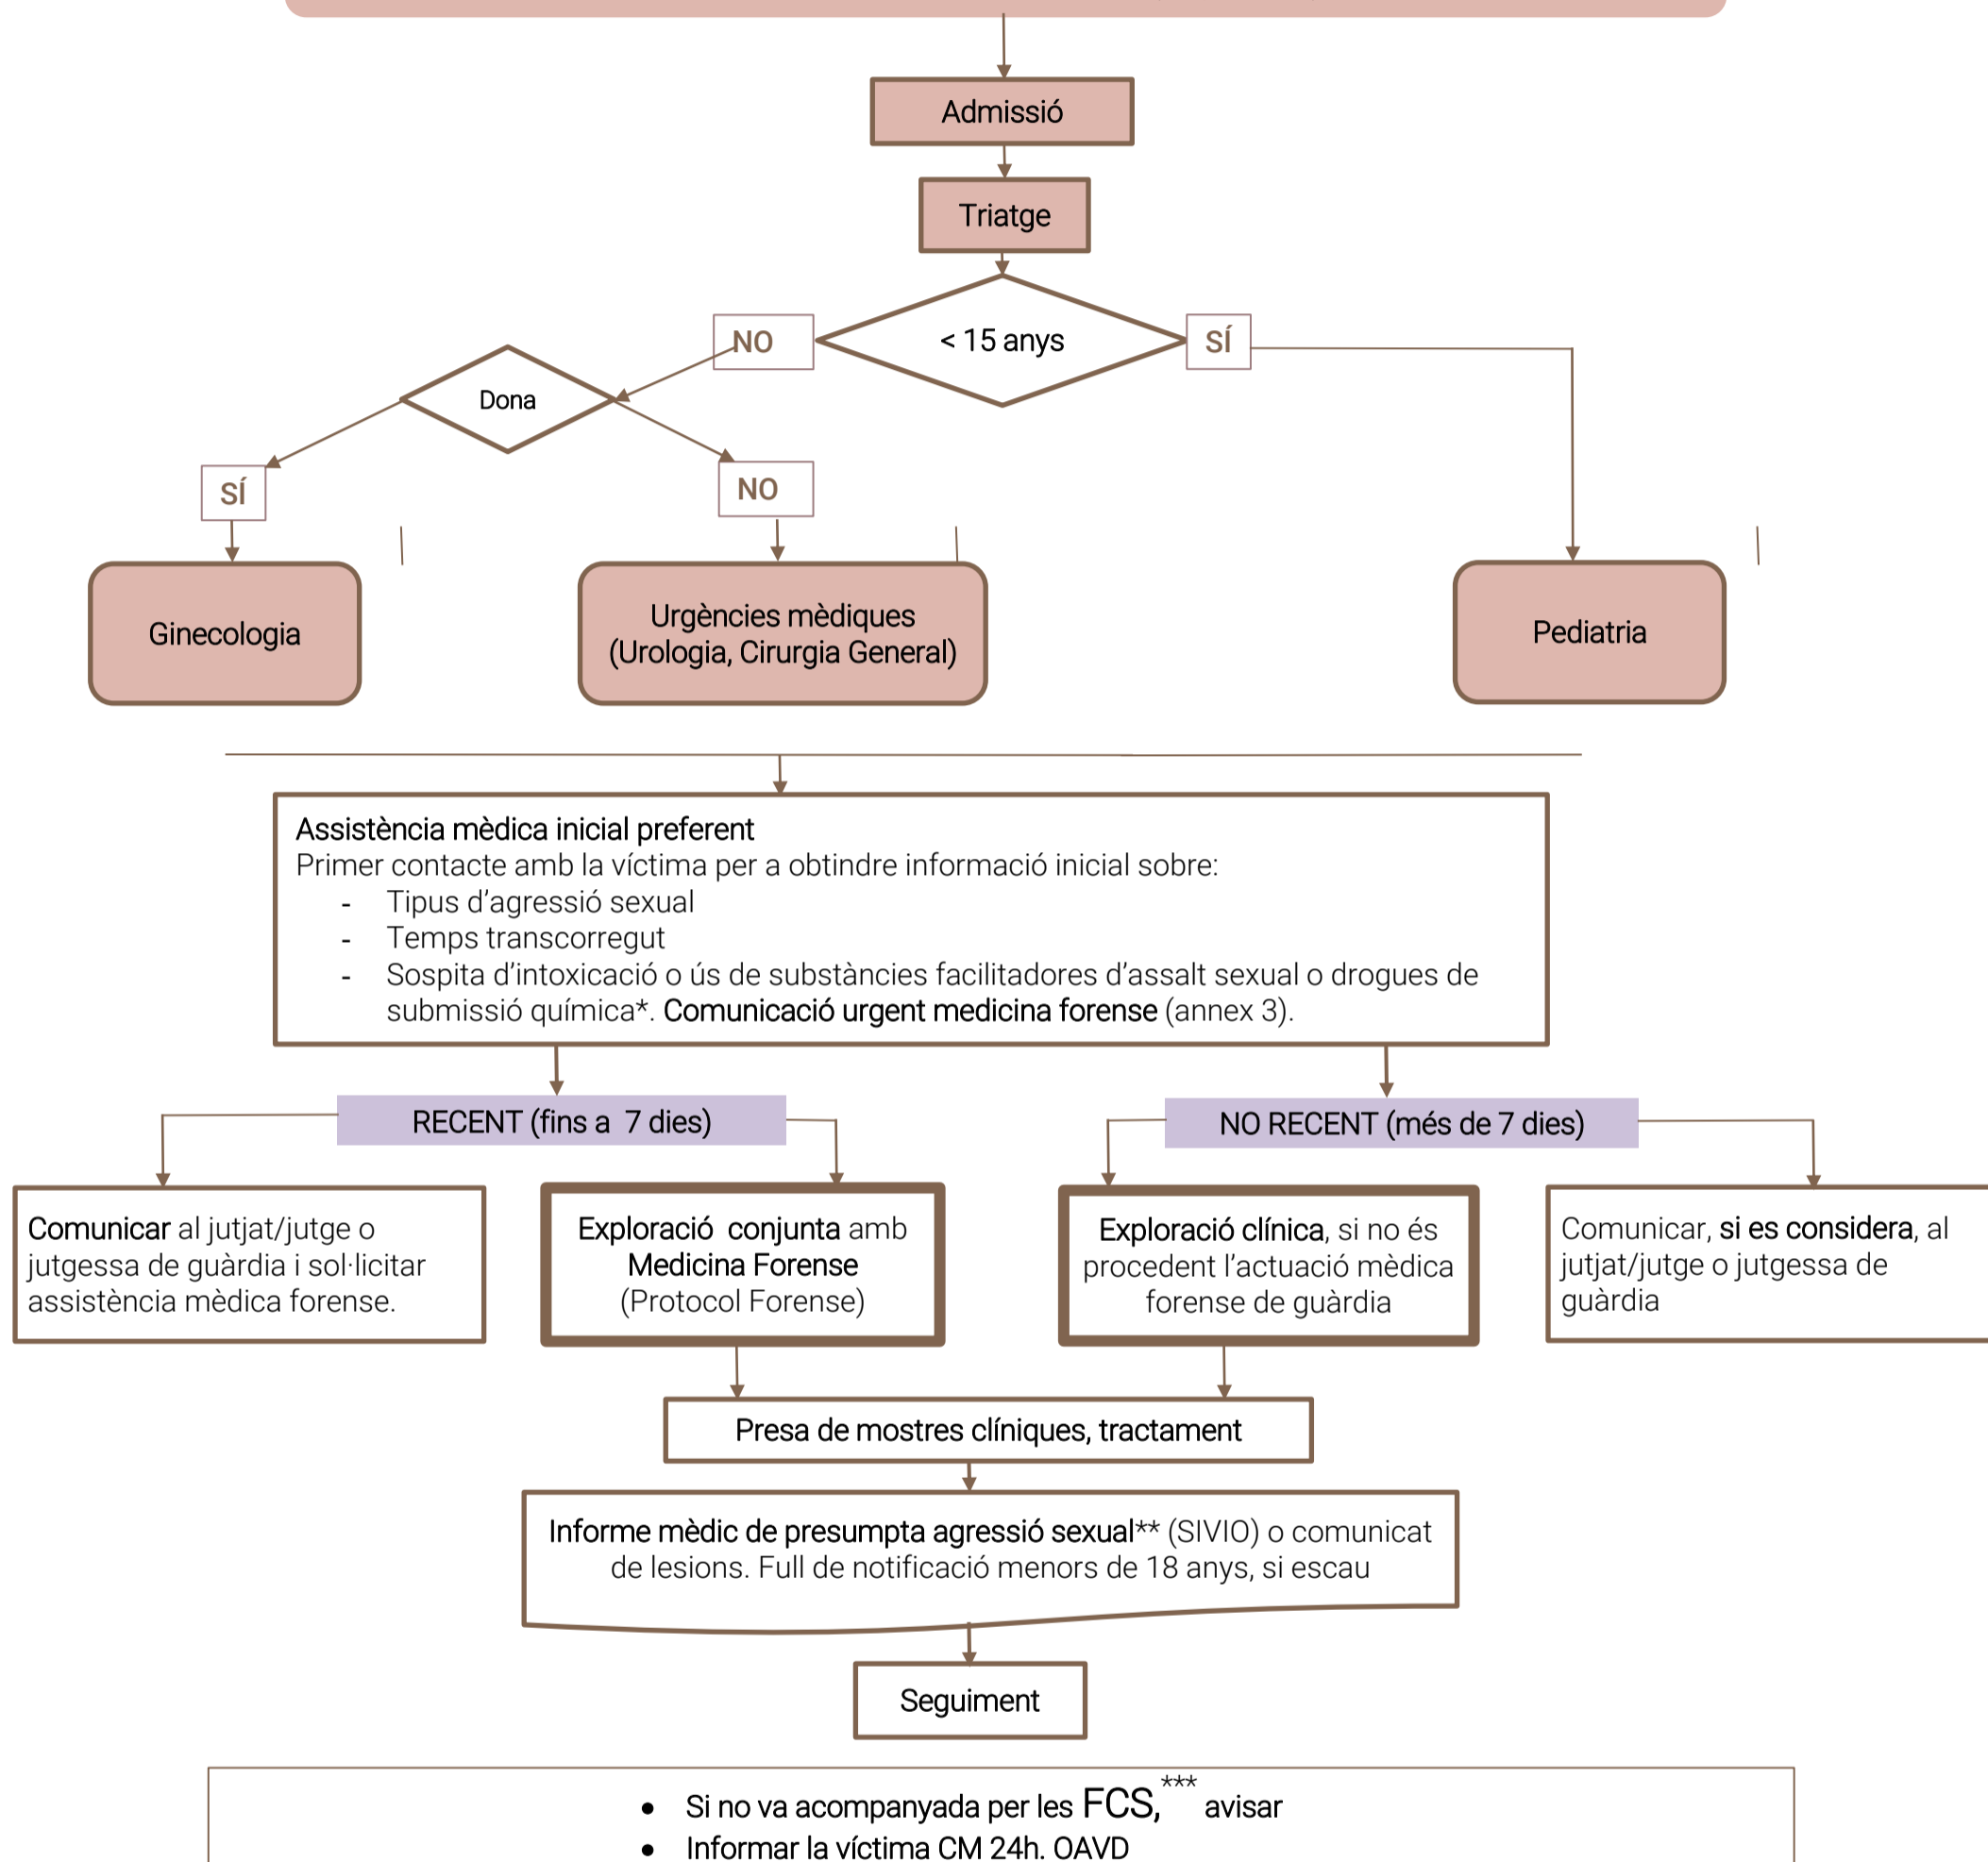 Admissió
Triatge
< 15 anys
NO
SÍ
Dona
SÍ
NO
Ginecologia
Urgències mèdiques
(Urologia, Cirurgia General)
Pediatria
Assistència mèdica inicial preferent
Primer contacte amb la víctima per a obtindre informació inicial sobre:
- Tipus d'agressió sexual
- Temps transcorregut
- Sospita d'intoxicació o ús de substàncies facilitadores d'assalt sexual o drogues de
submissió química*. Comunicació urgent medicina forense (annex 3).
RECENT (fins a 7 dies)
NO RECENT (més de 7 dies)
Comunicar al jutjat/jutge o
jutgessa de guàrdia i sol·licitar
assistència mèdica forense.
Exploració conjunta amb
Medicina Forense
(Protocol Forense)
Exploració clínica, si no és
procedent l'actuació mèdica
forense de guàrdia
Comunicar, si es considera, al
jutjat/jutge o jutgessa de
guàrdia
Presa de mostres clíniques, tractament
Informe mèdic de presumpta agressió sexual** (SIVIO) o comunicat
de lesions. Full de notificació menors de 18 anys, si escau
Seguiment
• Si no va acompanyada per les FCS,*** avisar
• Informar la víctima CM 24h. OAVD